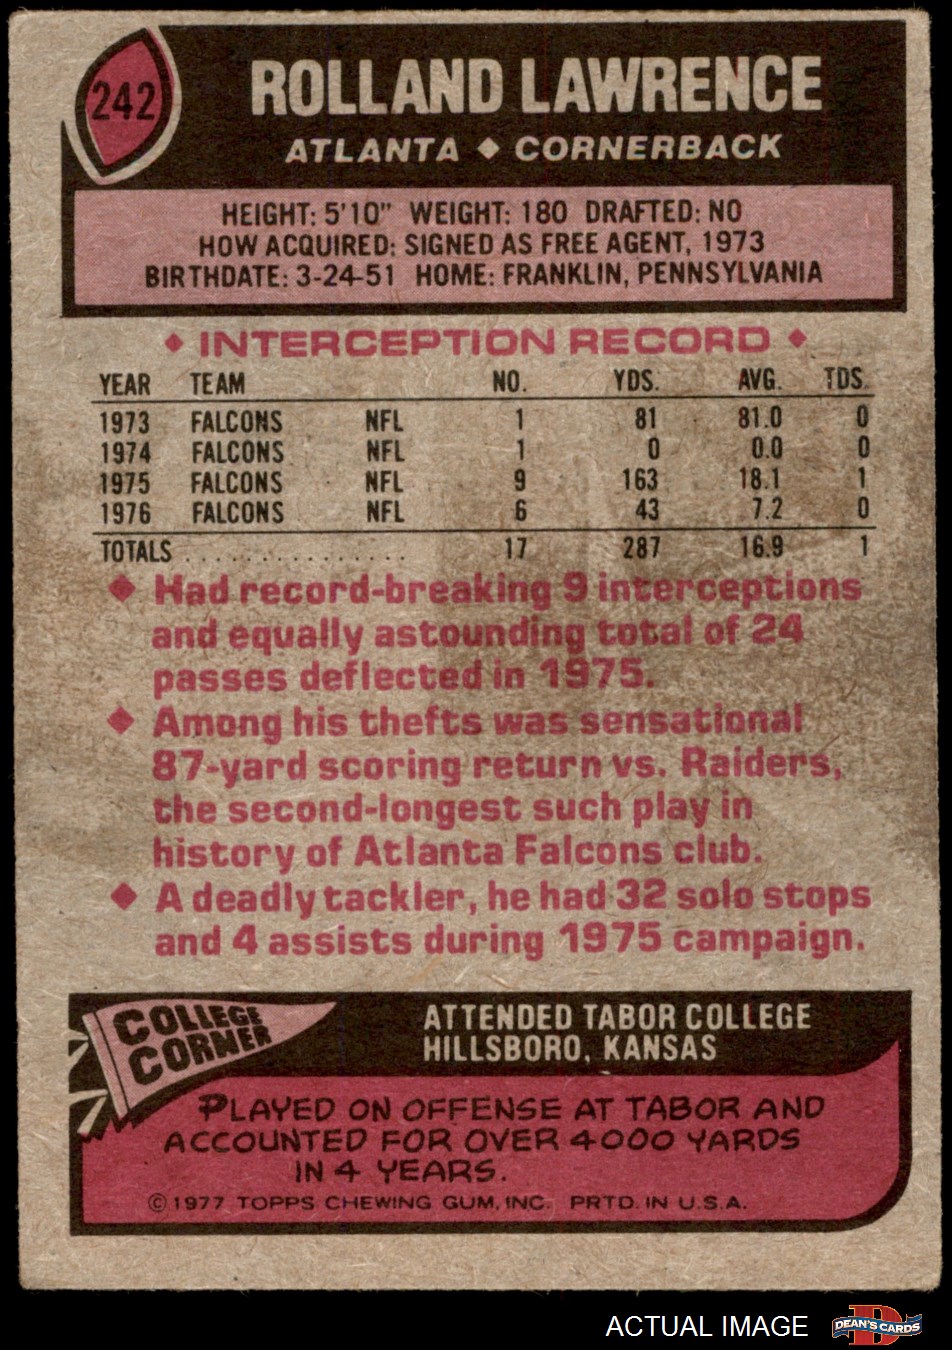 242
ROLLAND LAWRENCE
ATLANTA ♦ CORNERBACK
HEIGHT: 5'10" WEIGHT: 180 DRAFTED: NO
HOW ACQUIRED: SIGNED AS FREE AGENT, 1973
BIRTHDATE: 3-24-51 HOME: FRANKLIN, PENNSYLVANIA
♦ INTERCEPTION RECORD ♦
YEAR TEAM NO. YDS. AVG. TDS.
1973 FALCONS NFL 1 81 81.0 0
1974 FALCONS NFL 1 0 0.0 0
1975 FALCONS NFL 9 163 18.1 1
1976 FALCONS NFL 6 43 7.2 0
TOTALS . . . . . . . . . . . . . . . 17 287 16.9 1
♦ Had record-breaking 9 interceptions
and equally astounding total of 24
passes deflected in 1975.
♦ Among his thefts was sensational
87-yard scoring return vs. Raiders,
the second-longest such play in
history of Atlanta Falcons club.
♦ A deadly tackler, he had 32 solo stops
and 4 assists during 1975 campaign.
COLLEGE
CORNER
ATTENDED TABOR COLLEGE
HILLSBORO, KANSAS
PLAYED ON OFFENSE AT TABOR AND
ACCOUNTED FOR OVER 4000 YARDS
IN 4 YEARS.
© 1977 TOPPS CHEWING GUM, INC. PRTD. IN U.S.A.
ACTUAL IMAGE
D
DEAN'S CARDS